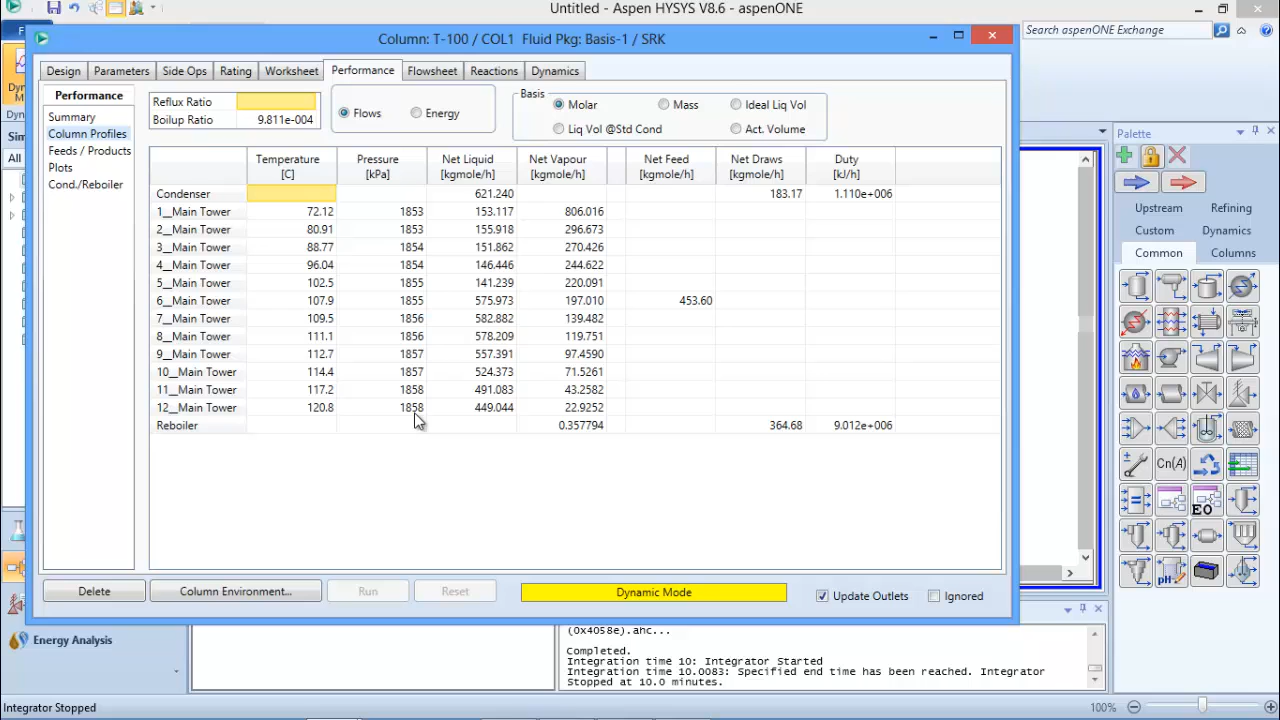 Untitled - Aspen HYSYS V8.6 - aspenONE
Search aspenONE Exchange
Column: T-100 / COL1 Fluid Pkg: Basis-1 / SRK
Design Parameters Side Ops Rating Worksheet Performance Flowsheet Reactions Dynamics
Performance
Summary
Column Profiles
Feeds / Products
Plots
Cond./Reboiler
Reflux Ratio
Boilup Ratio 9.811e-004
Flows Energy
Basis
Molar Mass Ideal Liq Vol
Liq Vol @Std Cond Act. Volume
Temperature Pressure Net Liquid Net Vapour Net Feed Net Draws Duty
[C] [kPa] [kgmole/h] [kgmole/h] [kgmole/h] [kgmole/h] [kJ/h]
Condenser 621.240 183.17 1.110e+006
1__Main Tower 72.12 1853 153.117 806.016
2__Main Tower 80.91 1853 155.918 296.673
3__Main Tower 88.77 1854 151.862 270.426
4__Main Tower 96.04 1854 146.446 244.622
5__Main Tower 102.5 1855 141.239 220.091
6__Main Tower 107.9 1855 575.973 197.010 453.60
7__Main Tower 109.5 1856 582.882 139.482
8__Main Tower 111.1 1856 578.209 119.751
9__Main Tower 112.7 1857 557.391 97.4590
10__Main Tower 114.4 1857 524.373 71.5261
11__Main Tower 117.2 1858 491.083 43.2582
12__Main Tower 120.8 1858 449.044 22.9252
Reboiler 0.357794 364.68 9.012e+006
Delete Column Environment... Run Reset Dynamic Mode Update Outlets Ignored
Palette
Upstream Refining
Custom Dynamics
Common Columns
Cn(A)
EO
pH
Sim
All
Energy Analysis
(0x4058e).ahc...
Completed.
Integration time 10: Integrator Started
Integration time 10.0083: Specified end time has been reached. Integrator
Stopped at 10.0 minutes.
Integrator Stopped
100%